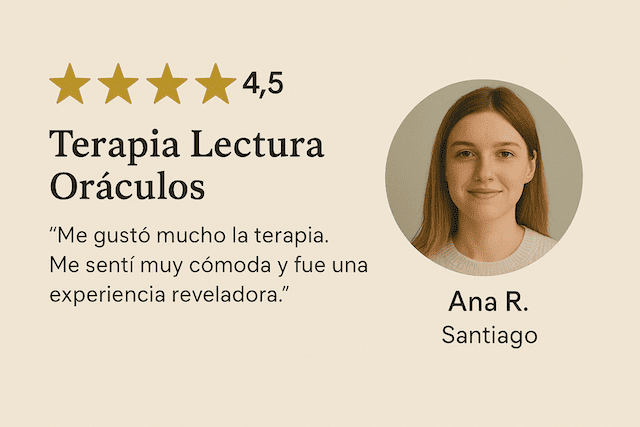 4,5
Terapia Lectura
Oráculos
“Me gustó mucho la terapia.
Me sentí muy cómoda y fue una
experiencia reveladora.”
Ana R.
Santiago